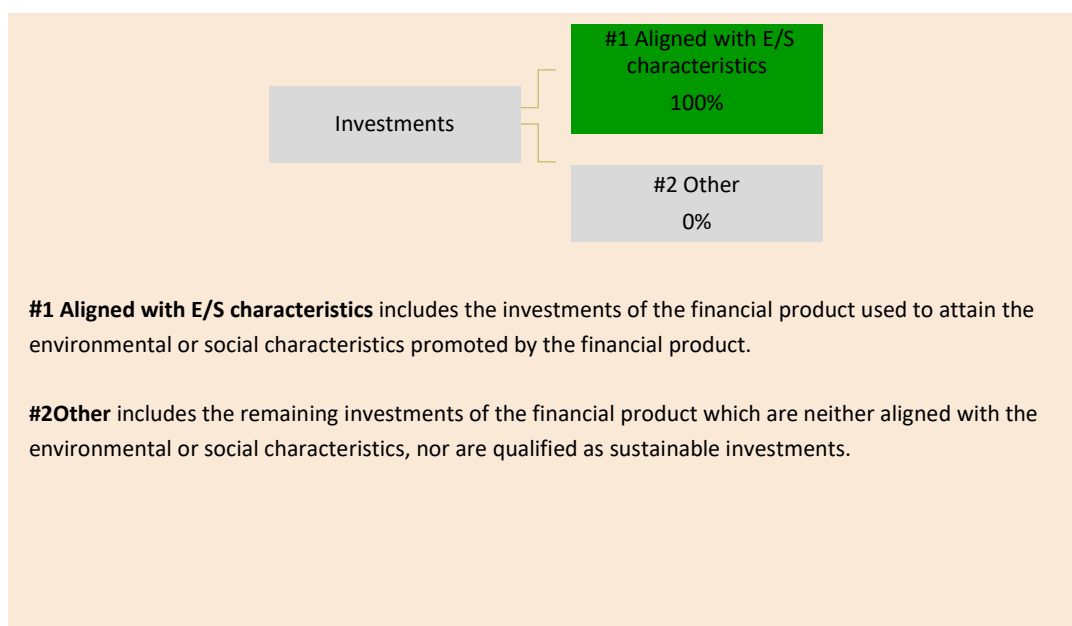 #1 Aligned with E/S
characteristics
100%
Investments
#2 Other
0%
#1 Aligned with E/S characteristics includes the investments of the financial product used to attain the
environmental or social characteristics promoted by the financial product.
#2Other includes the remaining investments of the financial product which are neither aligned with the
environmental or social characteristics, nor are qualified as sustainable investments.